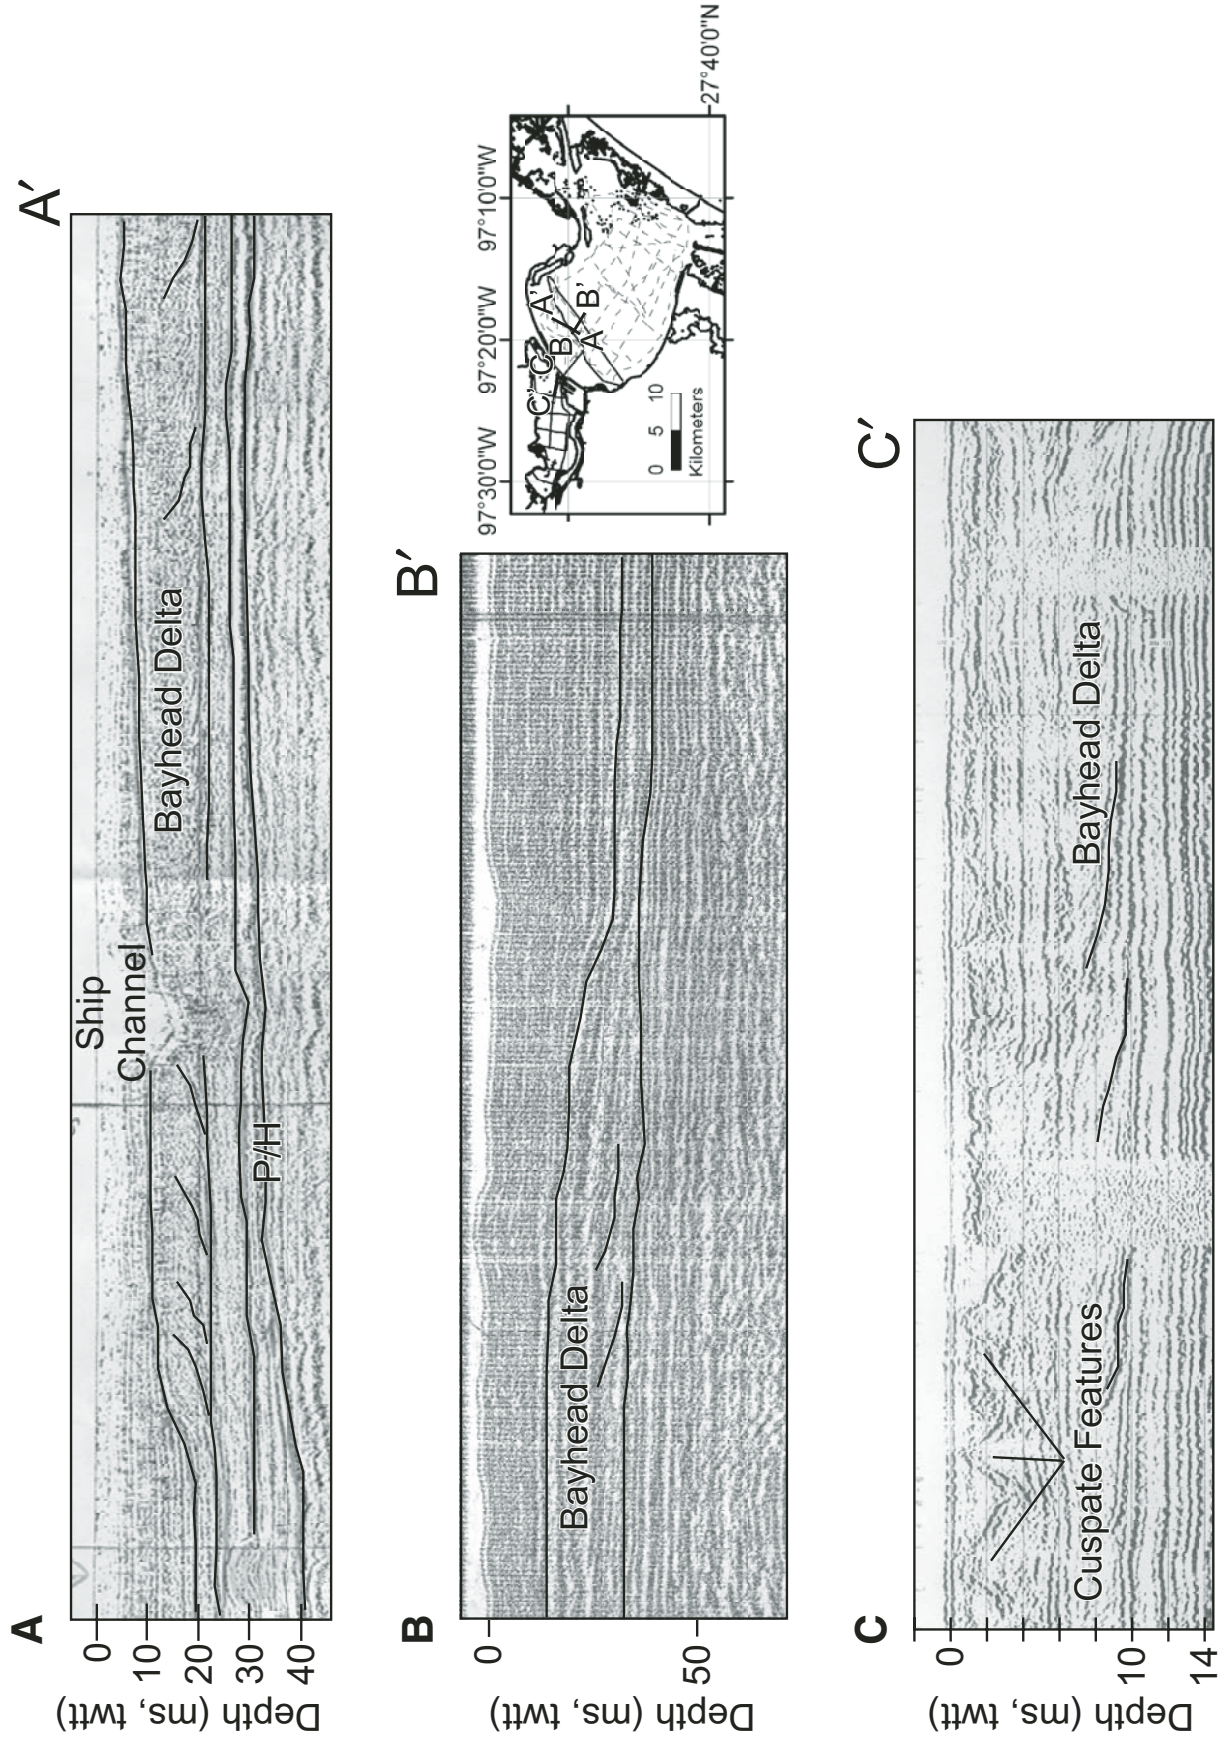 A
A′
Ship
Channel
Bayhead Delta
P/H
0
10
20
30
40
Depth (ms, twtt)
B
B′
Bayhead Delta
0
50
Depth (ms, twtt)
97°30'0"W
97°20'0"W
97°10'0"W
27°40'0"N
C'
C
B
A'
B'
A
0 5 10
Kilometers
C
C′
Cuspate Features
Bayhead Delta
0
10
14
Depth (ms, twtt)